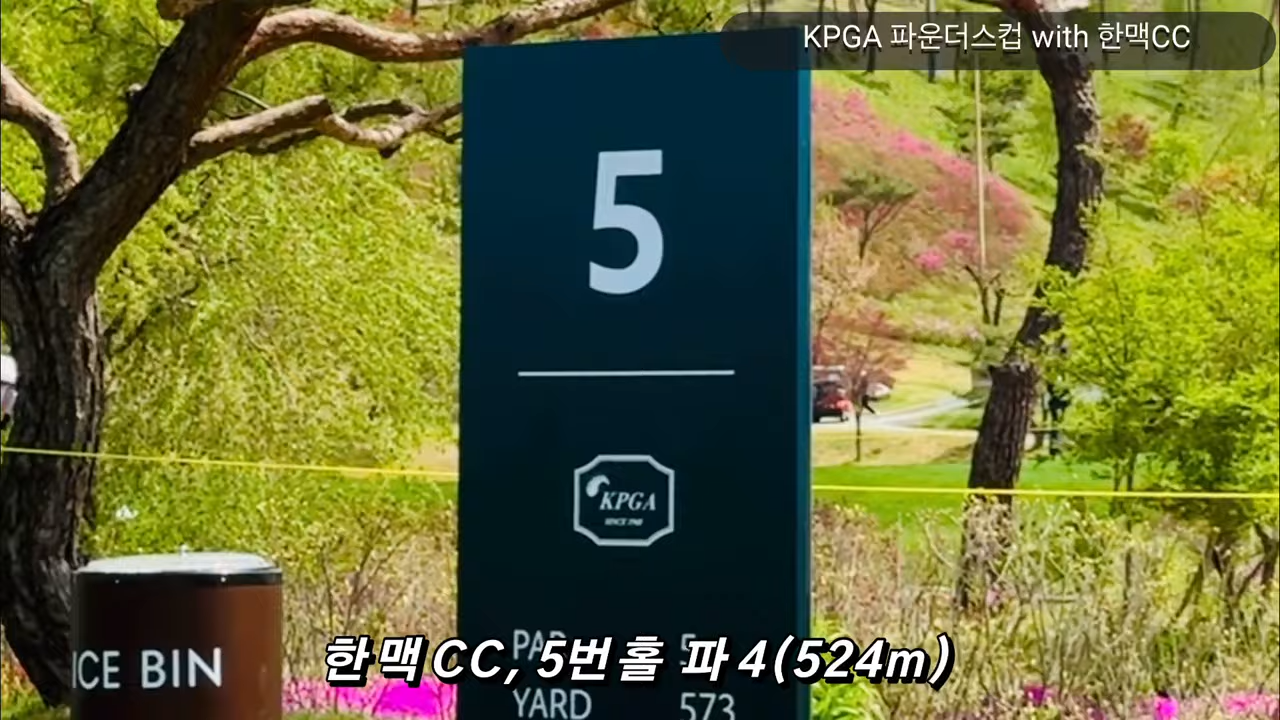 KPGA 파운더스컵 with 한맥CC
5
KPGA
SINCE 1968
PAR 5
YARD 573
ICE BIN
한맥CC, 5번홀 파4(524m)